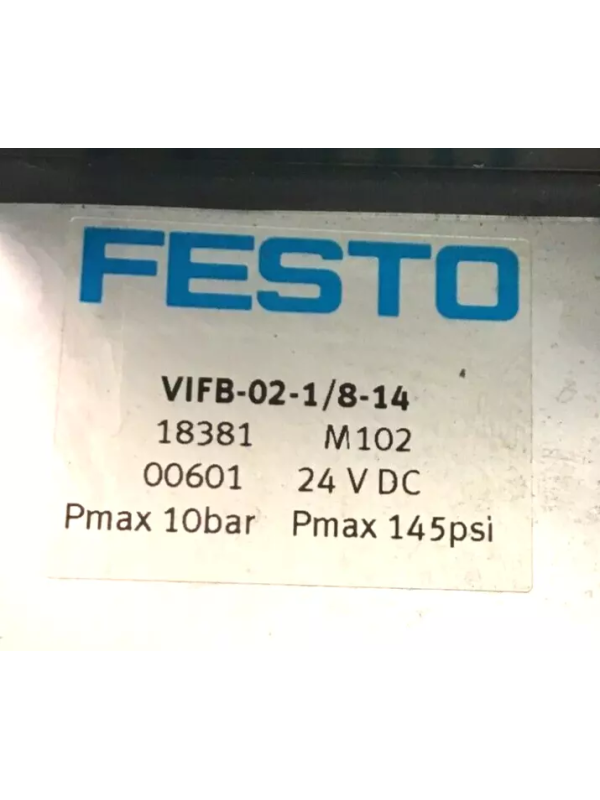 FESTO
VIFB-02-1/8-14
18381 M102
00601 24 V DC
Pmax 10bar Pmax 145psi